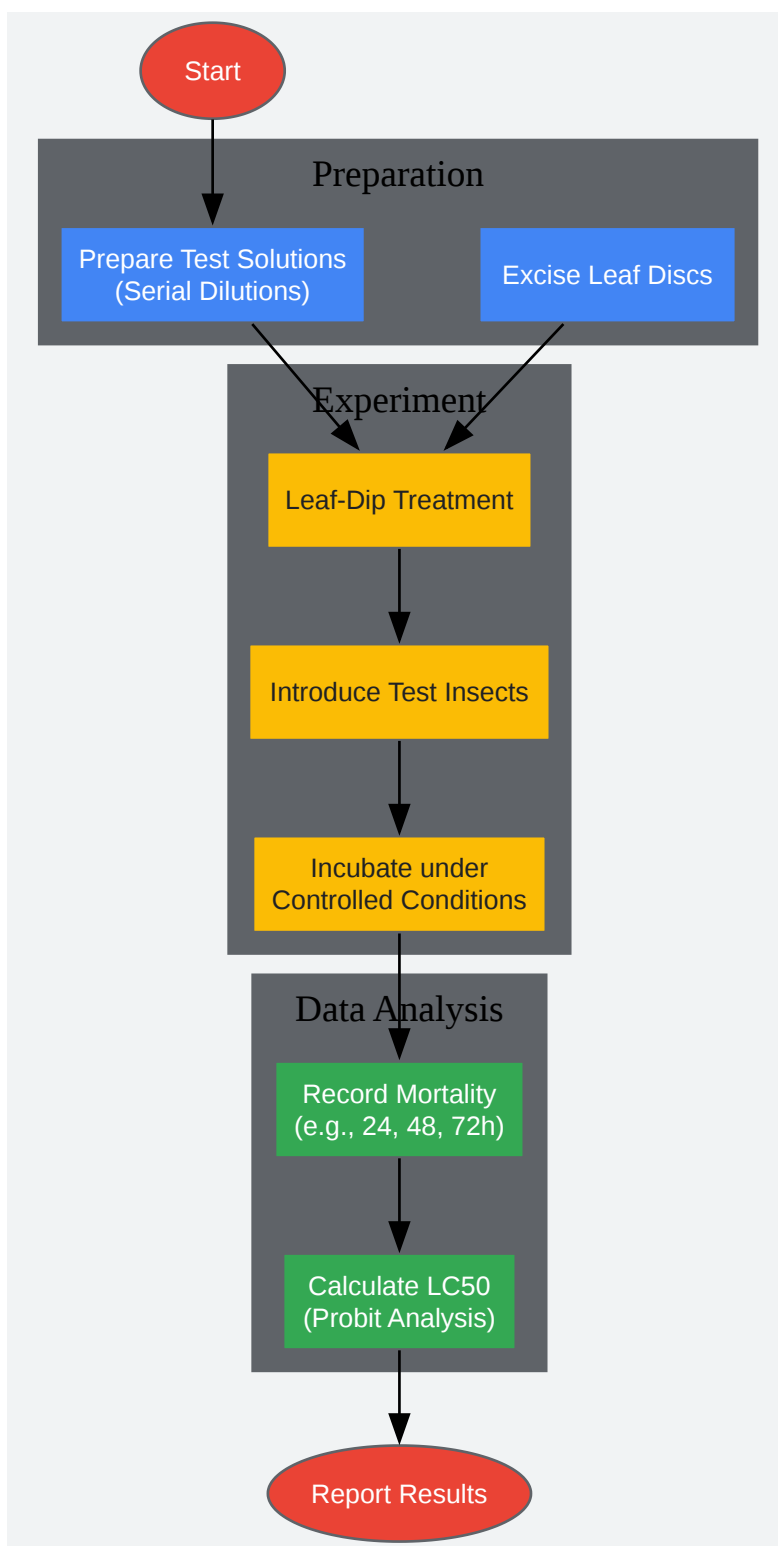 Start
Preparation
Prepare Test Solutions
(Serial Dilutions)
Excise Leaf Discs
Experiment
Leaf-Dip Treatment
Introduce Test Insects
Incubate under
Controlled Conditions
Data Analysis
Record Mortality
(e.g., 24, 48, 72h)
Calculate LC50
(Probit Analysis)
Report Results